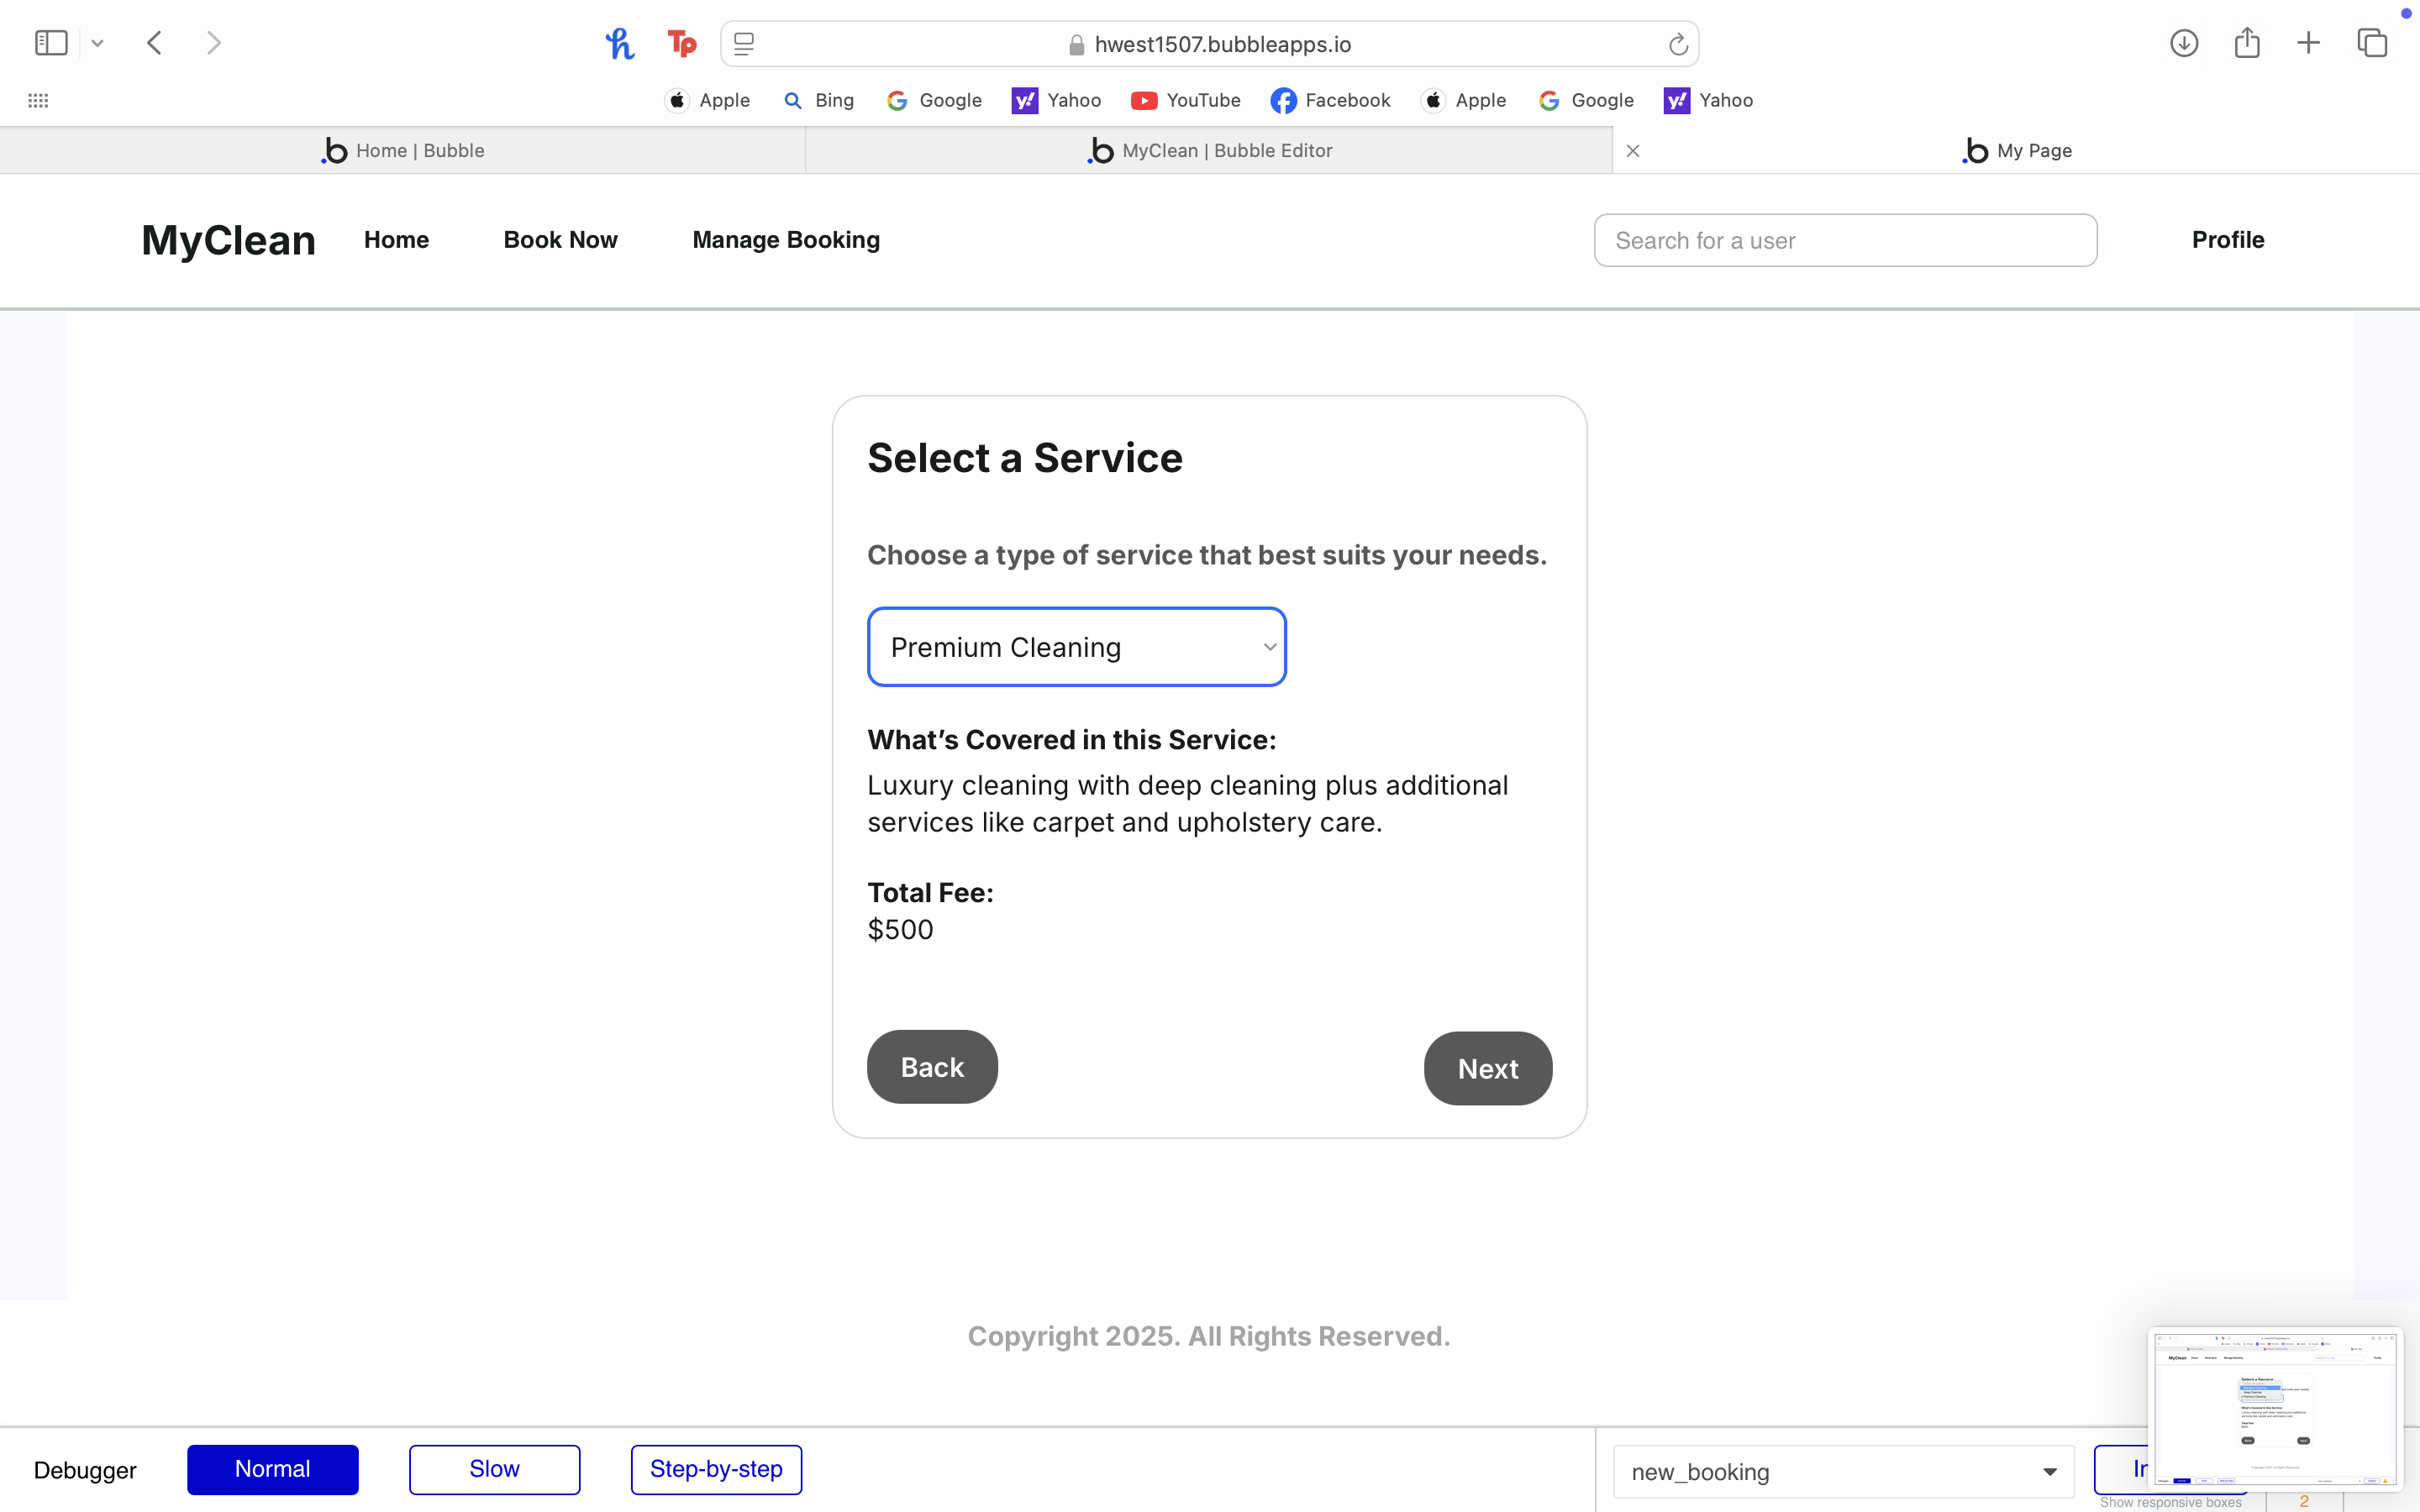 hwest1507.bubbleapps.io
Apple Bing Google Yahoo YouTube Facebook Apple Google Yahoo
Home | Bubble MyClean | Bubble Editor My Page
MyClean Home Book Now Manage Booking Search for a user Profile
Select a Service
Choose a type of service that best suits your needs.
Premium Cleaning
What’s Covered in this Service:
Luxury cleaning with deep cleaning plus additional
services like carpet and upholstery care.
Total Fee:
$500
Back Next
Copyright 2025. All Rights Reserved.
Debugger Normal Slow Step-by-step new_booking
Show responsive boxes 2